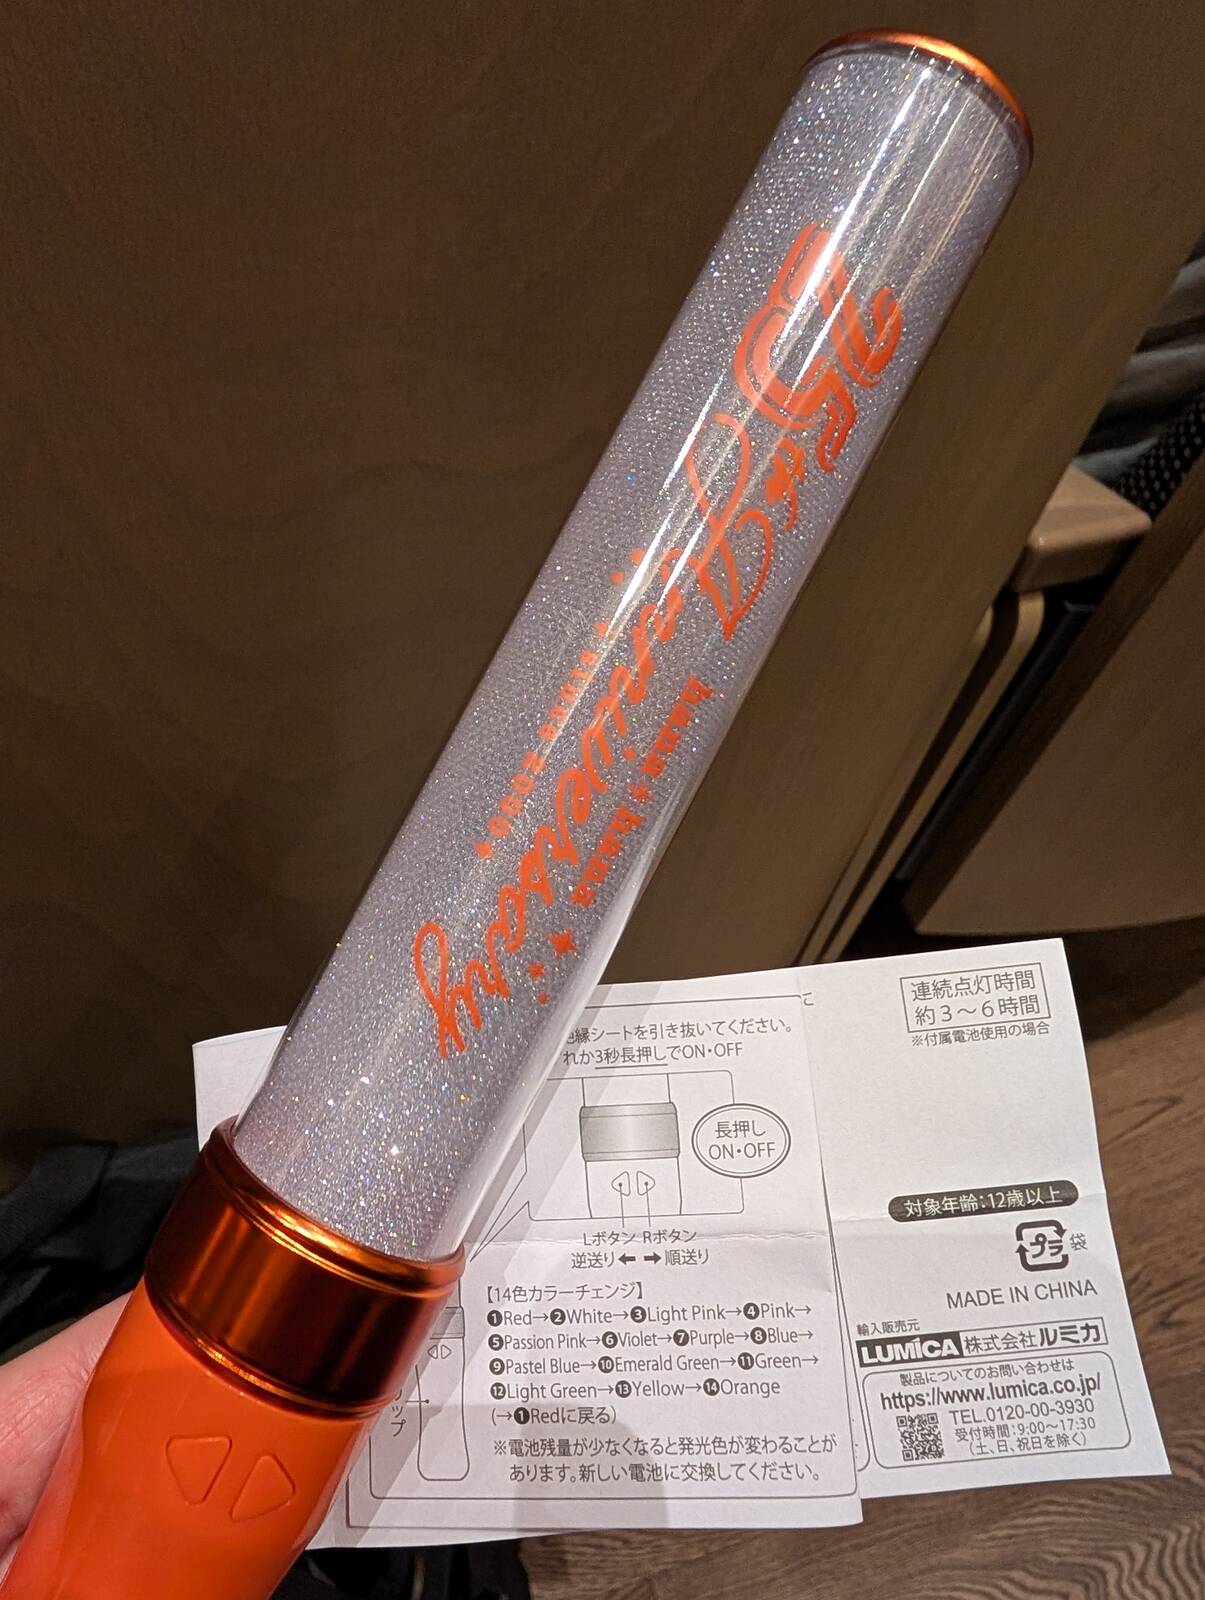 25th
Anniversary
since 2000
hana*hana
連続点灯時間
約3～6時間
※付属電池使用の場合
縁シートを引き抜いてください。
れか3秒長押しでON・OFF
長押し
ON・OFF
Lボタン Rボタン
逆送り← →順送り
【14色カラーチェンジ】
❶Red→❷White→❸Light Pink→❹Pink→
❺Passion Pink→❻Violet→❼Purple→❽Blue→
❾Pastel Blue→❿Emerald Green→⓫Green→
⓬Light Green→⓭Yellow→⓮Orange
(→❶Redに戻る)
※電池残量が少なくなると発光色が変わることが
あります。新しい電池に交換してください。
ップ
対象年齢:12歳以上
プラ 袋
MADE IN CHINA
輸入販売元
LUMICA 株式会社ルミカ
製品についてのお問い合わせは
https://www.lumica.co.jp/
TEL.0120-00-3930
受付時間:9:00～17:30
(土、日、祝日を除く)